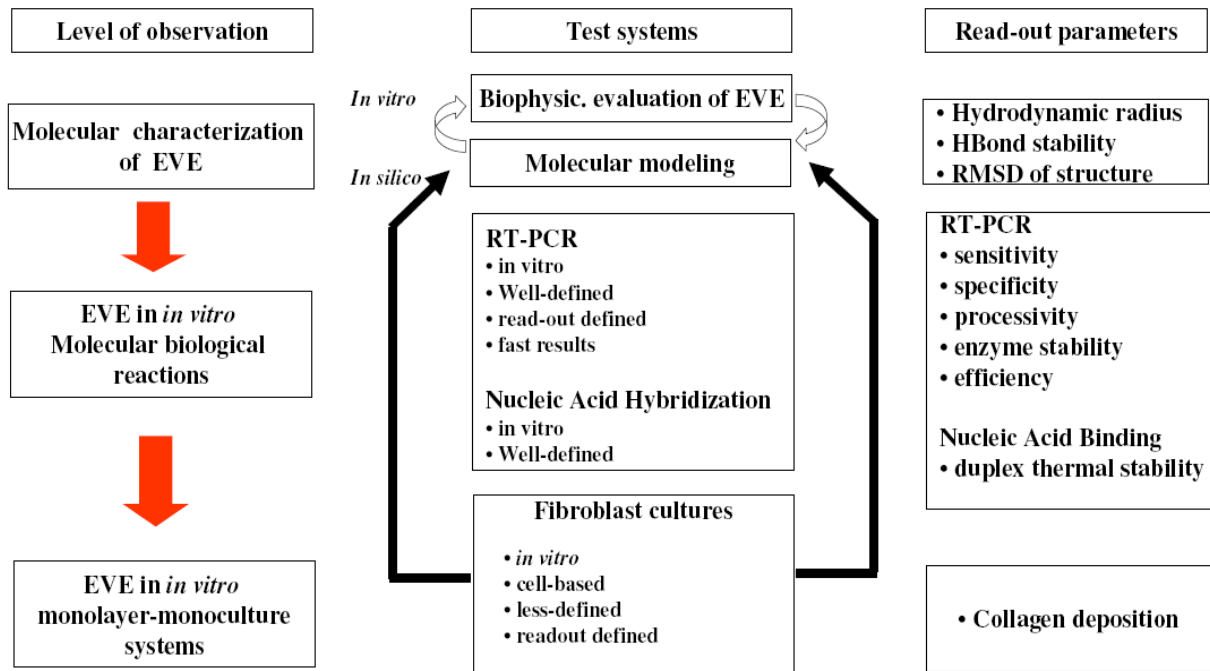 Level of observation
Test systems
Read-out parameters
In vitro
Biophysic. evaluation of EVE
Molecular characterization
of EVE
In silico
Molecular modeling
• Hydrodynamic radius
• HBond stability
• RMSD of structure
EVE in in vitro
Molecular biological
reactions
RT-PCR
• in vitro
• Well-defined
• read-out defined
• fast results
Nucleic Acid Hybridization
• in vitro
• Well-defined
RT-PCR
• sensitivity
• specificity
• processivity
• enzyme stability
• efficiency
Nucleic Acid Binding
• duplex thermal stability
EVE in in vitro
monolayer-monoculture
systems
Fibroblast cultures
• in vitro
• cell-based
• less-defined
• readout defined
• Collagen deposition